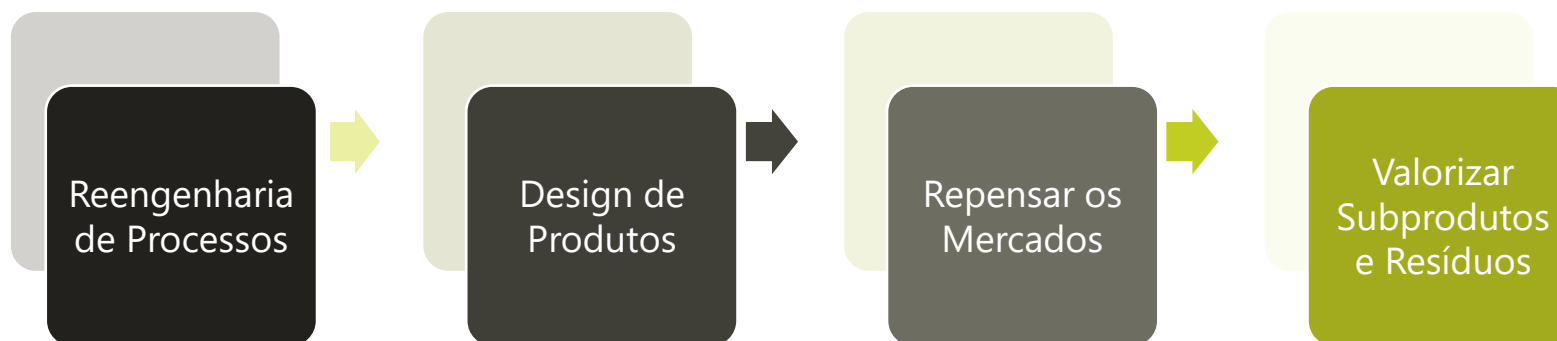 Reengenharia
de Processos
Design de
Produtos
Repensar os
Mercados
Valorizar
Subprodutos
e Resíduos